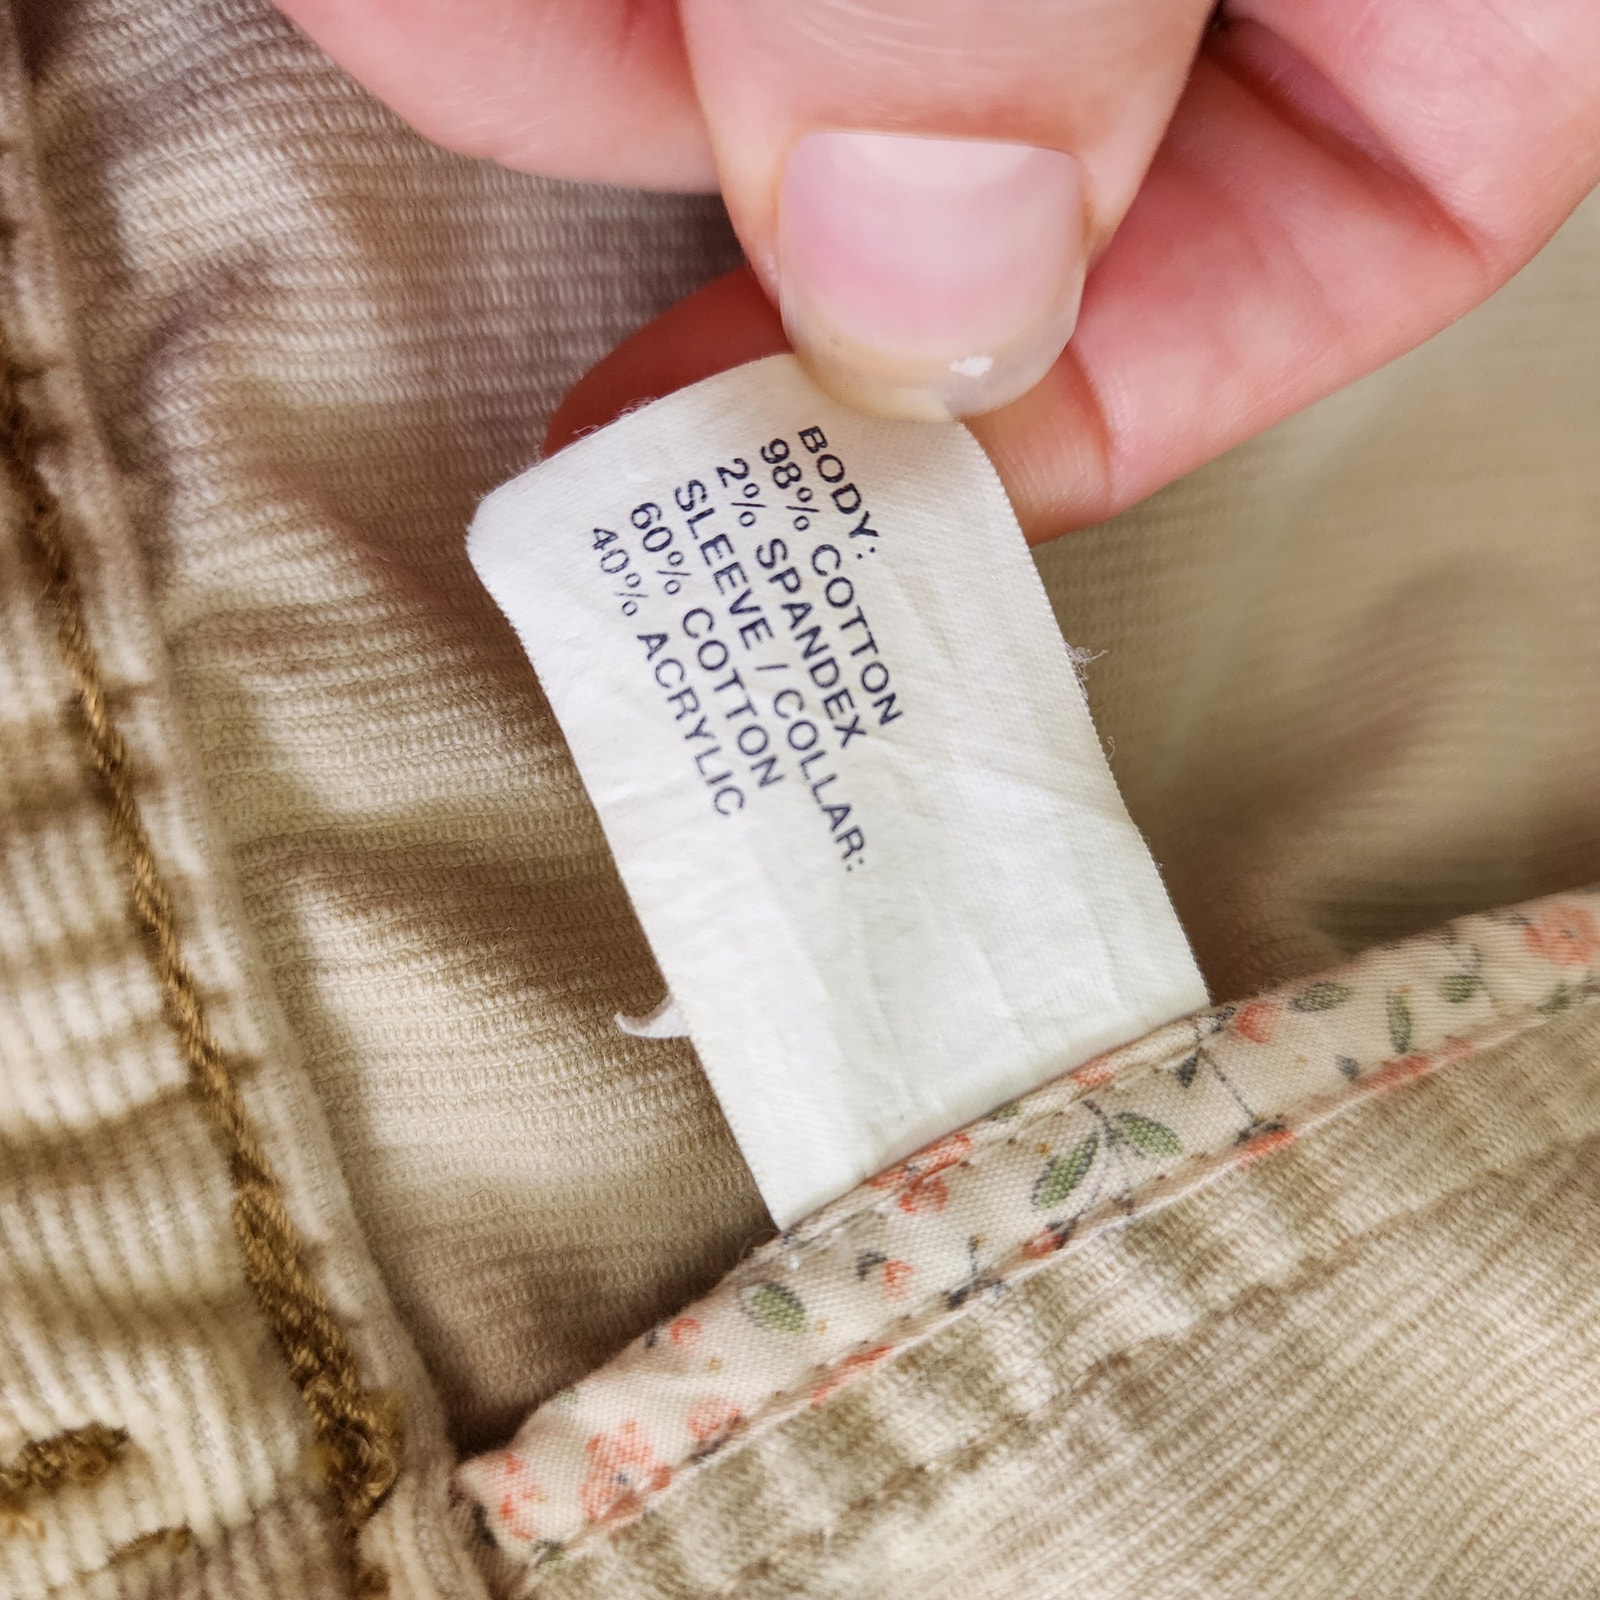 BODY:
98% COTTON
2% SPANDEX
SLEEVE / COLLAR:
60% COTTON
40% ACRYLIC